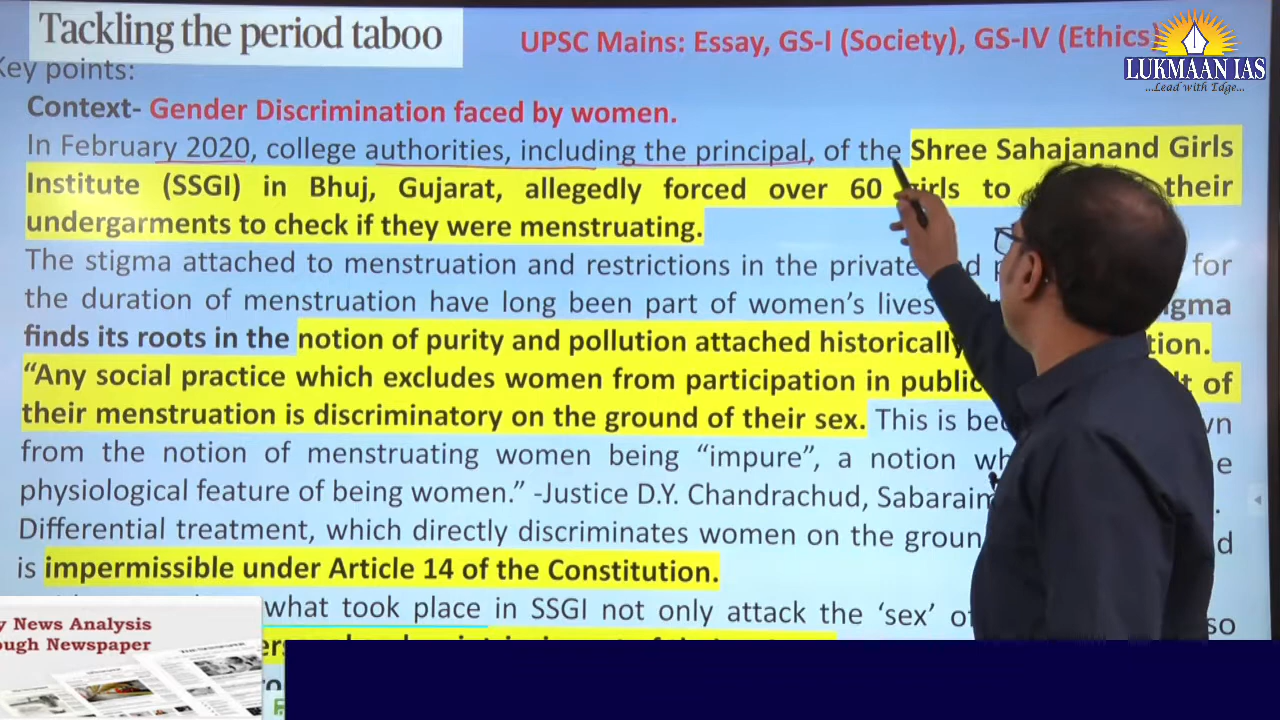 Tackling the period taboo
UPSC Mains: Essay, GS-I (Society), GS-IV (Ethics)
LUKMAAN IAS
...Lead with Edge...
Key points:
Context- Gender Discrimination faced by women.
In February 2020, college authorities, including the principal, of the Shree Sahajanand Girls
Institute (SSGI) in Bhuj, Gujarat, allegedly forced over 60 girls to their
undergarments to check if they were menstruating.
The stigma attached to menstruation and restrictions in the private for
the duration of menstruation have long been part of women's lives
finds its roots in the notion of purity and pollution attached historically
"Any social practice which excludes women from participation in public of
their menstruation is discriminatory on the ground of their sex. This is
from the notion of menstruating women being "impure", a notion
physiological feature of being women." -Justice D.Y. Chandrachud,
Differential treatment, which directly discriminates women on the
is impermissible under Article 14 of the Constitution.
what took place in SSGI not only attack the 'sex'
News Analysis
Newspaper